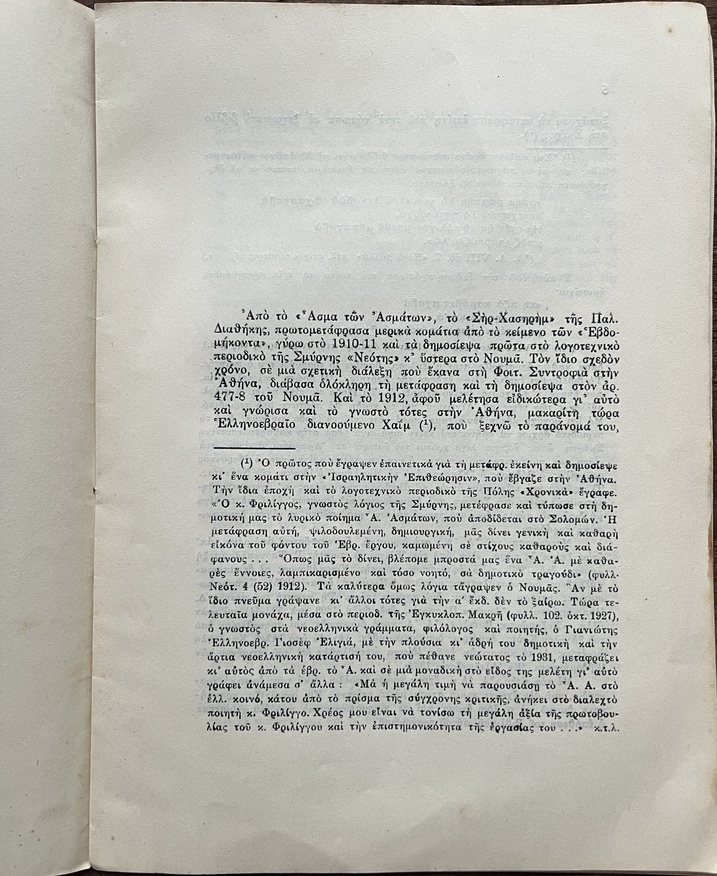 Ἀπὸ τὸ «Ἆσμα τῶν Ἀσμάτων», τὸ «Σὴρ-Χασηρὴμ» τῆς Παλ.
Διαθήκης, πρωτομετάφρασα μερικὰ κομάτια ἀπὸ τὸ κείμενο τῶν «Ἑβδο-
μήκοντα», γύρω στὸ 1910-11 καὶ τὰ δημοσίεψα πρῶτα στὸ λογοτεχνικὸ
περιοδικὸ τῆς Σμύρνης «Νεότης» κ' ὕστερα στὸ Νουμᾶ. Τὸν ἴδιο σχεδὸν
χρόνο, σὲ μιὰ σχετικὴ διάλεξη ποὺ ἔκανα στὴ Φοιτ. Συντροφιὰ στὴν
Ἀθήνα, διάβασα ὁλόκληρη τὴ μετάφραση καὶ τὴ δημοσίεψα στὸν ἀρ.
477-8 τοῦ Νουμᾶ. Καὶ τὸ 1912, ἀφοῦ μελέτησα εἰδικώτερα γι' αὐτὸ
καὶ γνώρισα καὶ τὸ γνωστὸ τότες στὴν Ἀθήνα, μακαρίτη τώρα
Ἑλληνοεβραῖο διανοούμενο Χαΐμ (¹), ποὺ ξεχνῶ τὸ παράνομά του,
(¹) Ὁ πρῶτος ποὺ ἔγραψεν ἐπαινετικὰ γιὰ τὴ μετάφρ. ἐκείνη καὶ δημοσίεψε
κι' ἕνα κομάτι στὴν «Ἰσραηλητικὴν Ἐπιθεώρησιν», ποὺ ἔβγαζε στὴν Ἀθήνα.
Τὴν ἴδια ἐποχὴ καὶ τὸ λογοτεχνικὸ περιοδικὸ τῆς Πόλης «Χρονικὰ» ἔγραφε.
«Ὁ κ. Φριλίγγος, γνωστὸς λόγιος τῆς Σμύρνης, μετέφρασε καὶ τύπωσε στὴ δη-
μοτική μας τὸ λυρικὸ ποίημα Ἀ. Ἀσμάτων, ποὺ ἀποδίδεται στὸ Σολομών. Ἡ
μετάφραση αὐτή, ψιλοδουλεμένη, δημιουργική, μᾶς δίνει γενικὴ καὶ καθαρὴ
εἰκόνα τοῦ φόντου τοῦ Ἑβρ. ἔργου, καμωμένη σὲ στίχους καθαροὺς καὶ διά-
φανους . . . Ὅπως μᾶς τὸ δίνει, βλέπομε μπροστά μας ἕνα Ἆ. Ἀ. μὲ καθα-
ρὲς ἔννοιες, λαμπικαρισμένο καὶ τόσο νοητό, σὰ δημοτικὸ τραγούδι» (φυλλ.
Νεότ. 4 (52) 1912). Τὰ καλύτερα ὅμως λόγια τἄγραψεν ὁ Νουμᾶς. Ἂν μὲ τὸ
ἴδιο πνεῦμα γράψανε κι' ἄλλοι τότες γιὰ τὴν α' ἔκδ. δὲν τὸ ξαίρω. Τώρα τε-
λευταῖα μονάχα, μέσα στὸ περιοδ. τῆς Ἐγκυκλοπ. Μακρῆ (φυλλ. 102. ὀκτ. 1927),
ὁ γνωστὸς στὰ νεοελληνικὰ γράμματα, φιλόλογος καὶ ποιητής, ὁ Γιανιώτης
Ἑλληνοεβρ. Γιοσὲφ Ἐλιγιά, μὲ τὴν πλούσια κι' ἁδρή του δημοτικὴ καὶ τὴν
ἄρτια νεοελληνικὴ κατάρτισή του, ποὺ πέθανε νεώτατος τὸ 1931, μεταφράζει
κι' αὐτὸς ἀπὸ τὰ ἑβρ. τὸ Ἆ. καὶ σὲ μιὰ μοναδικὴ στὸ εἶδος της μελέτη γι' αὐτὸ
γράφει ἀνάμεσα σ' ἄλλα : «Μὰ ἡ μεγάλη τιμὴ νὰ παρουσιάσῃ τὸ Ἆ. Ἀ. στὸ
ἑλλ. κοινό, κάτου ἀπὸ τὸ πρίσμα τῆς σύγχρονης κριτικῆς, ἀνήκει στὸ διαλεχτὸ
ποιητὴ κ. Φριλίγγο. Χρέος μου εἶναι νὰ τονίσω τὴ μεγάλη ἀξία τῆς πρωτοβου-
λίας τοῦ κ. Φριλίγγου καὶ τὴν ἐπιστημονικότητα τῆς ἐργασίας του . . .» κ.τ.λ.